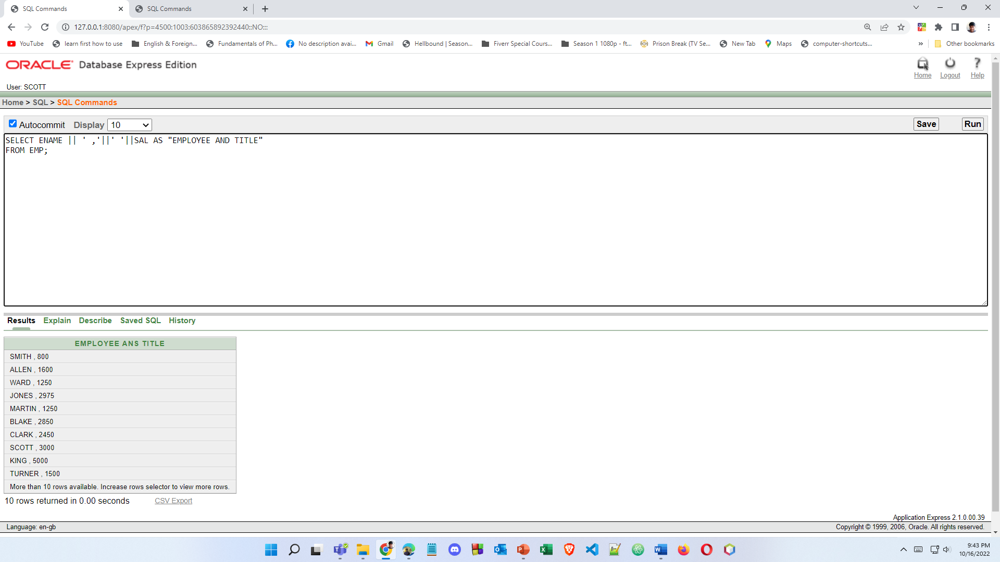 SQL Commands
SQL Commands
127.0.0.1:8080/apex/f?p=4500:1003:603865892392440::NO:::
YouTube
learn first how to use
English & Foreign...
Fundamentals of Ph...
No description avai...
Gmail
Hellbound | Season...
Fiverr Special Cours...
Season 1 1080p - ft...
Prison Break (TV Se...
New Tab
Maps
computer-shortcuts...
»
Other bookmarks
ORACLE Database Express Edition
Home
Logout
Help
User: SCOTT
Home > SQL > SQL Commands
Autocommit Display 10
Save
Run
SELECT ENAME || ' ,'||' '||SAL AS "EMPLOYEE AND TITLE"
FROM EMP;
Results Explain Describe Saved SQL History
EMPLOYEE ANS TITLE
SMITH , 800
ALLEN , 1600
WARD , 1250
JONES , 2975
MARTIN , 1250
BLAKE , 2850
CLARK , 2450
SCOTT , 3000
KING , 5000
TURNER , 1500
More than 10 rows available. Increase rows selector to view more rows.
10 rows returned in 0.00 seconds
CSV Export
Application Express 2.1.0.00.39
Language: en-gb
Copyright © 1999, 2006, Oracle. All rights reserved.
9:43 PM
10/16/2022